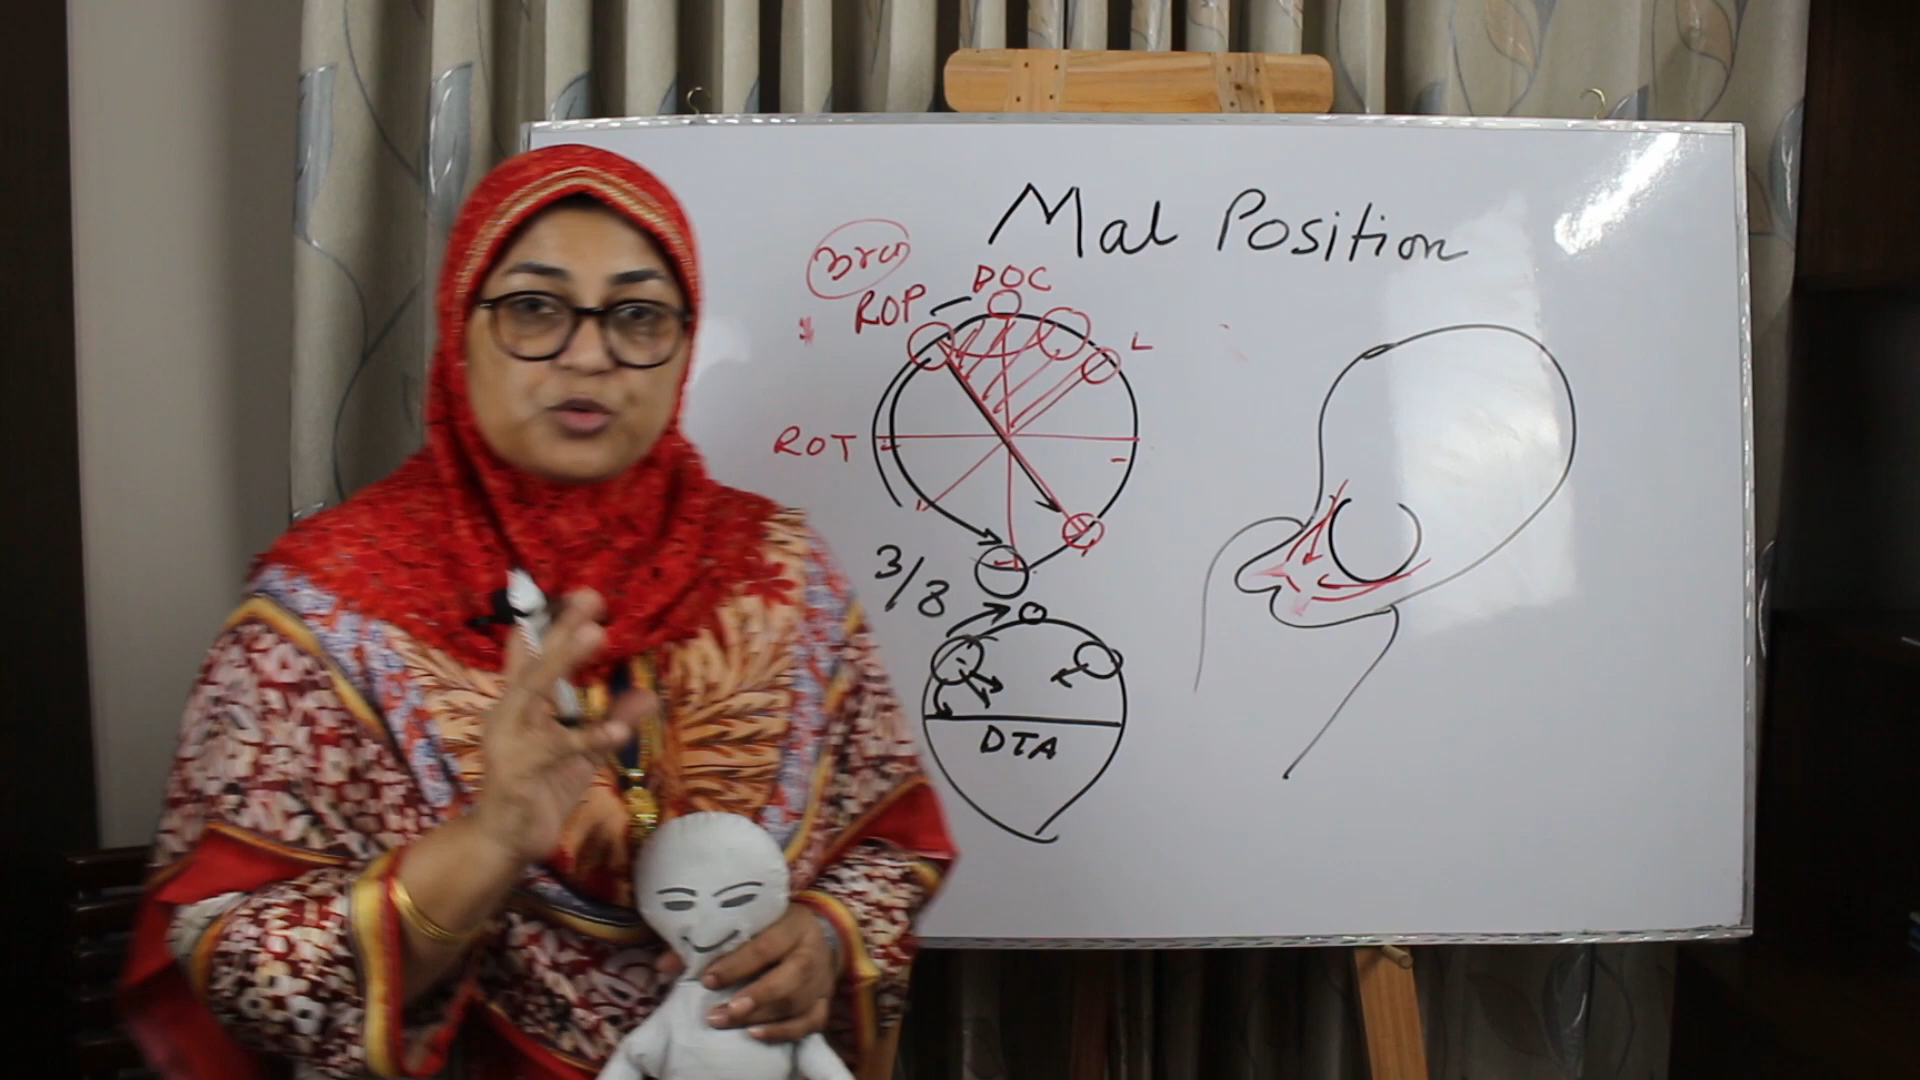 Mal Position
DOC
ROP
L
ROT
3/8
DTA